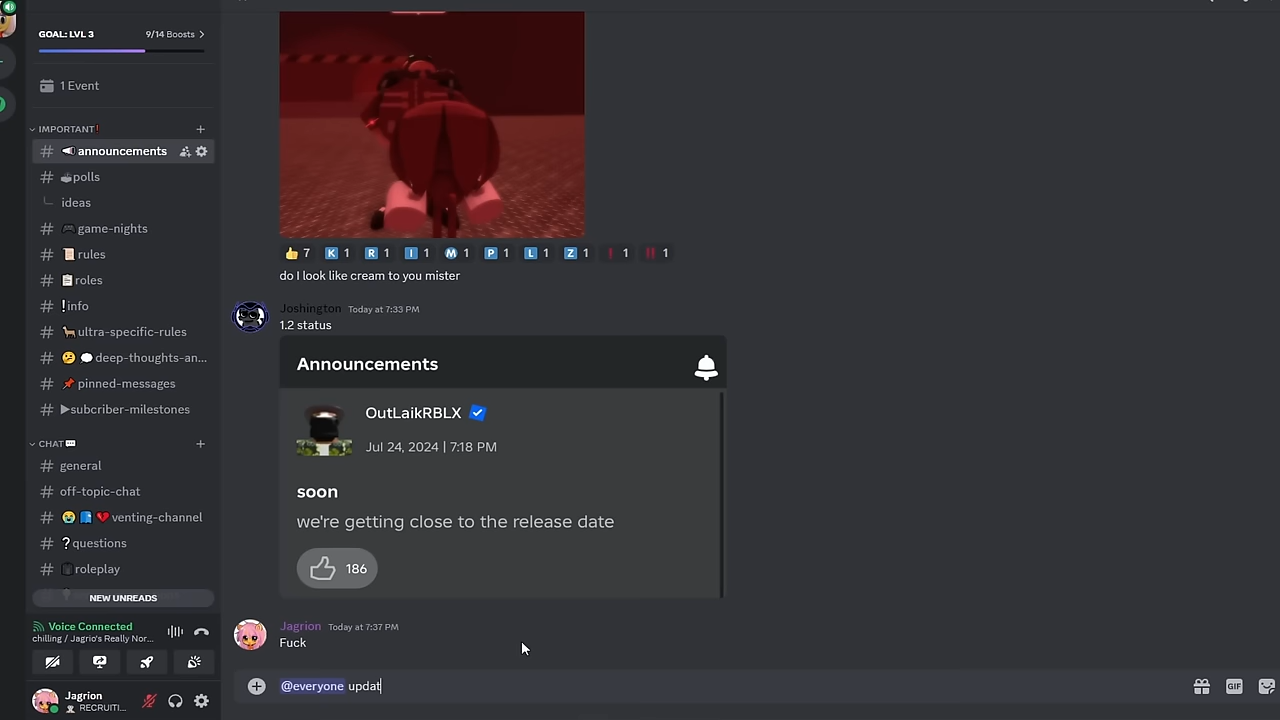 GOAL: LVL 3 9/14 Boosts
1 Event
IMPORTANT❗
announcements
polls
ideas
game-nights
rules
roles
!info
ultra-specific-rules
deep-thoughts-an...
pinned-messages
subcriber-milestones
CHAT
general
off-topic-chat
venting-channel
?questions
roleplay
NEW UNREADS
Voice Connected
chilling / Jagrio's Really Nor...
Jagrion
RECRUITI...
7 K 1 R 1 I 1 M 1 P 1 L 1 Z 1 ❗ 1 ‼ 1
do I look like cream to you mister
Joshington Today at 7:33 PM
1.2 status
Announcements
OutLaikRBLX
Jul 24, 2024 | 7:18 PM
soon
we're getting close to the release date
186
Jagrion Today at 7:37 PM
Fuck
@everyone updat
GIF